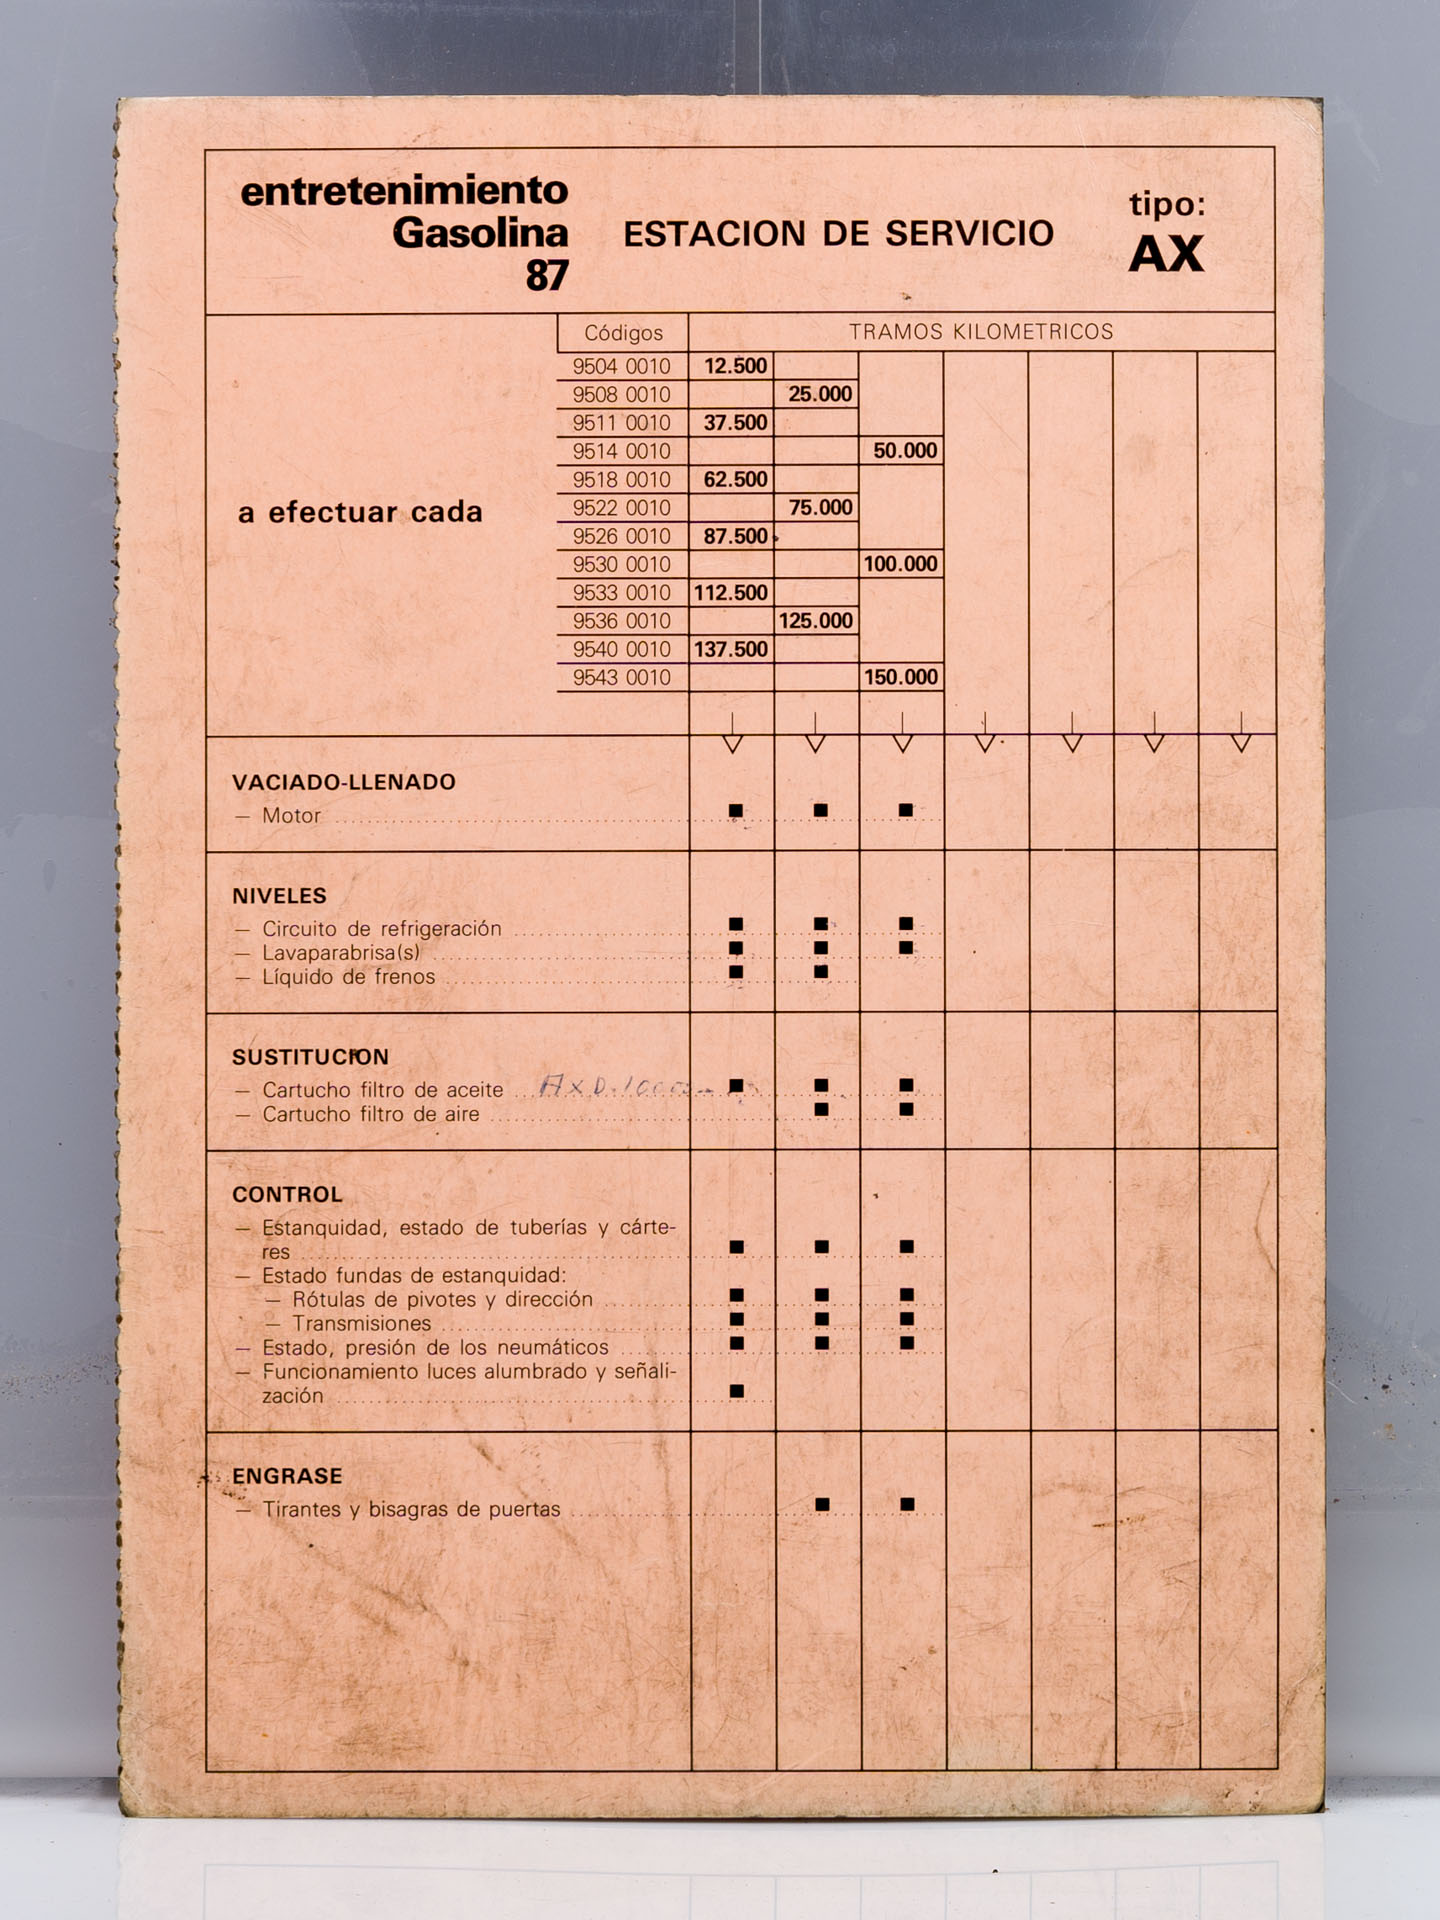 entretenimiento
Gasolina
87
ESTACION DE SERVICIO
tipo:
AX
a efectuar cada
Códigos TRAMOS KILOMETRICOS
9504 0010 12.500
9508 0010 25.000
9511 0010 37.500
9514 0010 50.000
9518 0010 62.500
9522 0010 75.000
9526 0010 87.500
9530 0010 100.000
9533 0010 112.500
9536 0010 125.000
9540 0010 137.500
9543 0010 150.000
VACIADO-LLENADO
— Motor
NIVELES
— Circuito de refrigeración
— Lavaparabrisa(s)
— Líquido de frenos
SUSTITUCION
— Cartucho filtro de aceite
— Cartucho filtro de aire
CONTROL
— Estanquidad, estado de tuberías y cárte-
res
— Estado fundas de estanquidad:
— Rótulas de pivotes y dirección
— Transmisiones
— Estado, presión de los neumáticos
— Funcionamiento luces alumbrado y señali-
zación
ENGRASE
— Tirantes y bisagras de puertas